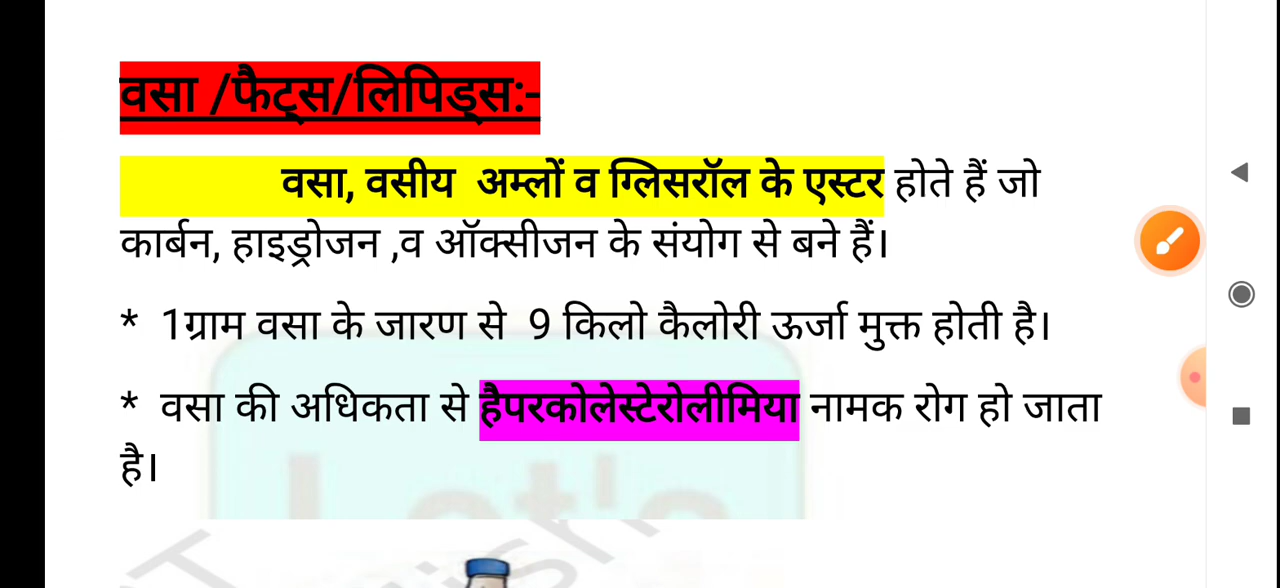 वसा /फैट्स/लिपिड्स:-
वसा, वसीय अम्लों व ग्लिसरॉल के एस्टर होते हैं जो
कार्बन, हाइड्रोजन ,व ऑक्सीजन के संयोग से बने हैं।
* 1ग्राम वसा के जारण से 9 किलो कैलोरी ऊर्जा मुक्त होती है।
* वसा की अधिकता से हैपरकोलेस्टेरोलीमिया नामक रोग हो जाता
है।
Let's